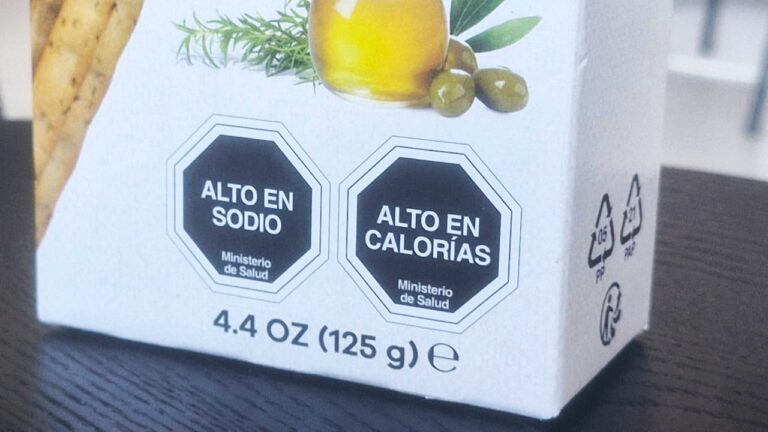 ALTO EN
SODIO
Ministerio
de Salud
ALTO EN
CALORÍAS
Ministerio
de Salud
4.4 OZ (125 g) ℮
05
PP
21
PAP